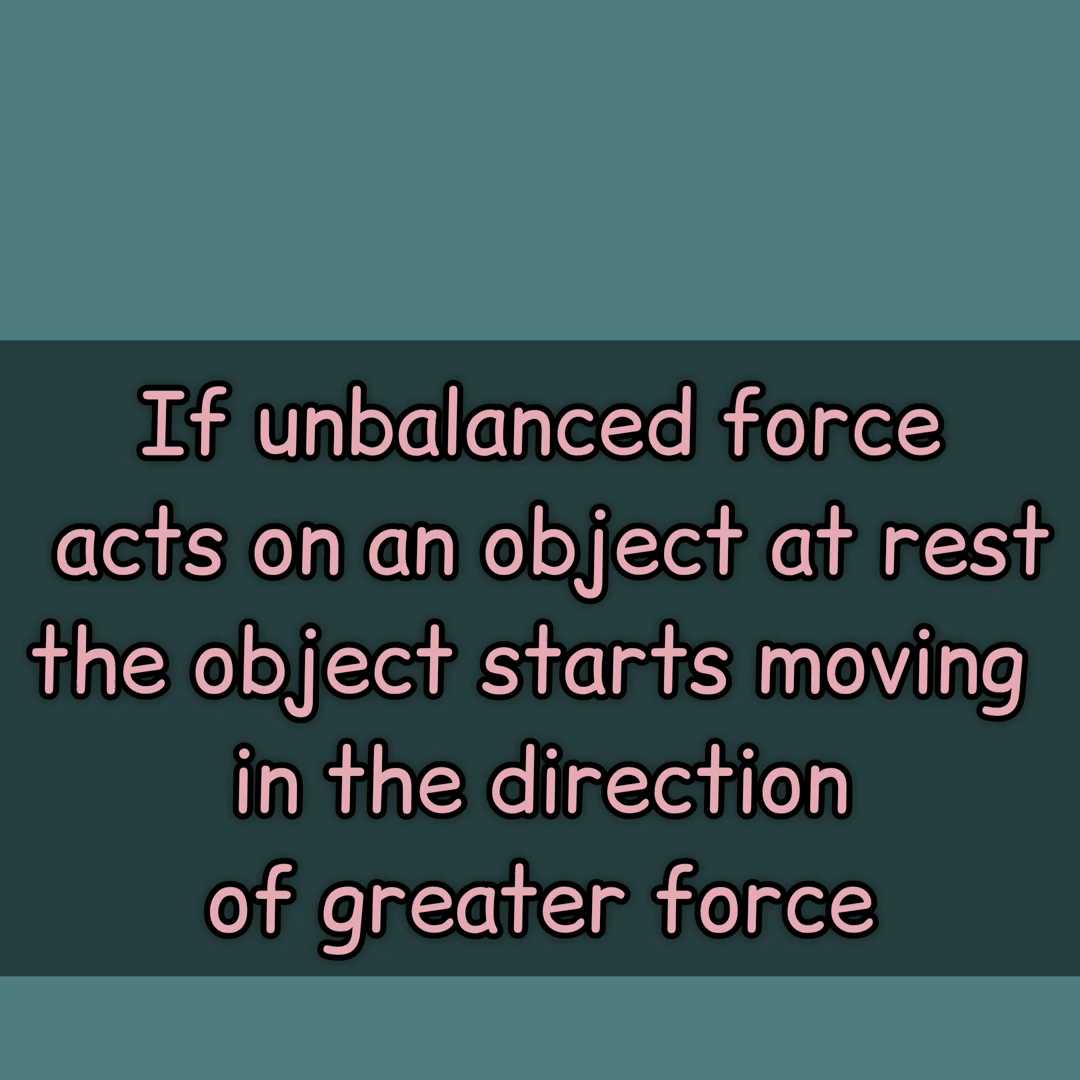 If unbalanced force
acts on an object at rest
the object starts moving
in the direction
of greater force